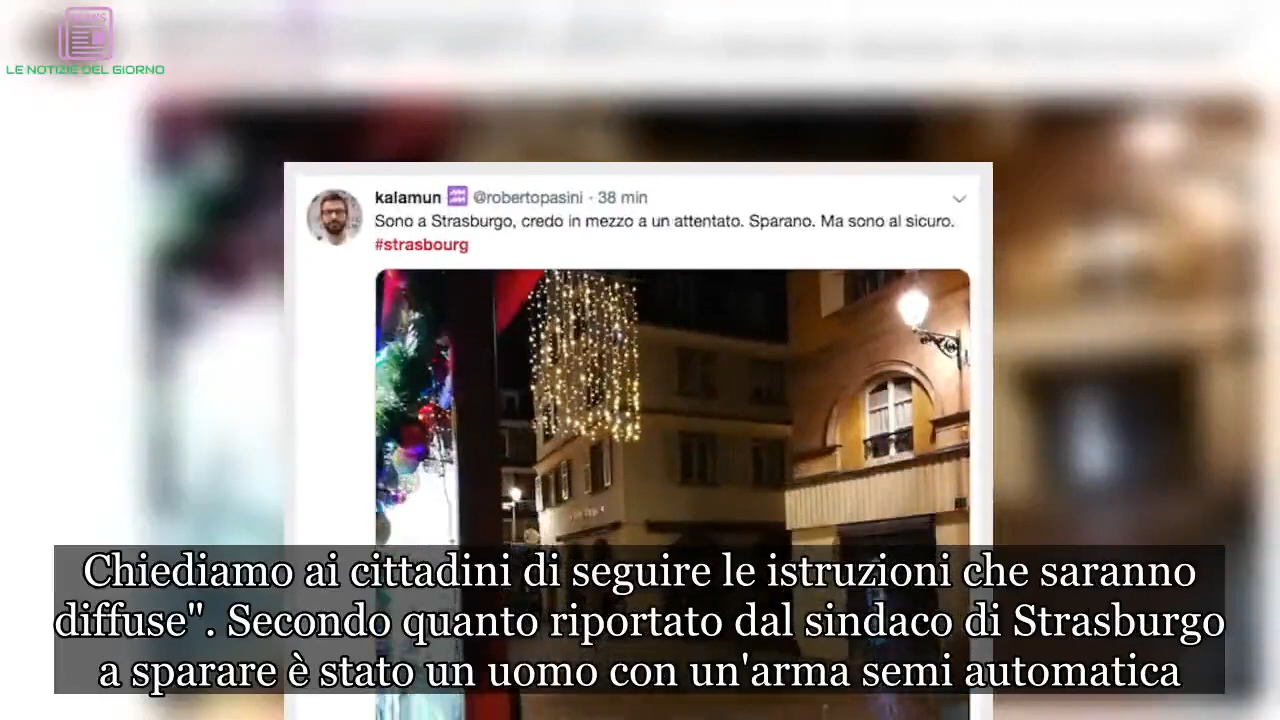 NEWS
LE NOTIZIE DEL GIORNO
kalamun ♒ @robertopasini · 38 min
Sono a Strasburgo, credo in mezzo a un attentato. Sparano. Ma sono al sicuro.
#strasbourg
Chiediamo ai cittadini di seguire le istruzioni che saranno
diffuse". Secondo quanto riportato dal sindaco di Strasburgo
a sparare è stato un uomo con un'arma semi automatica